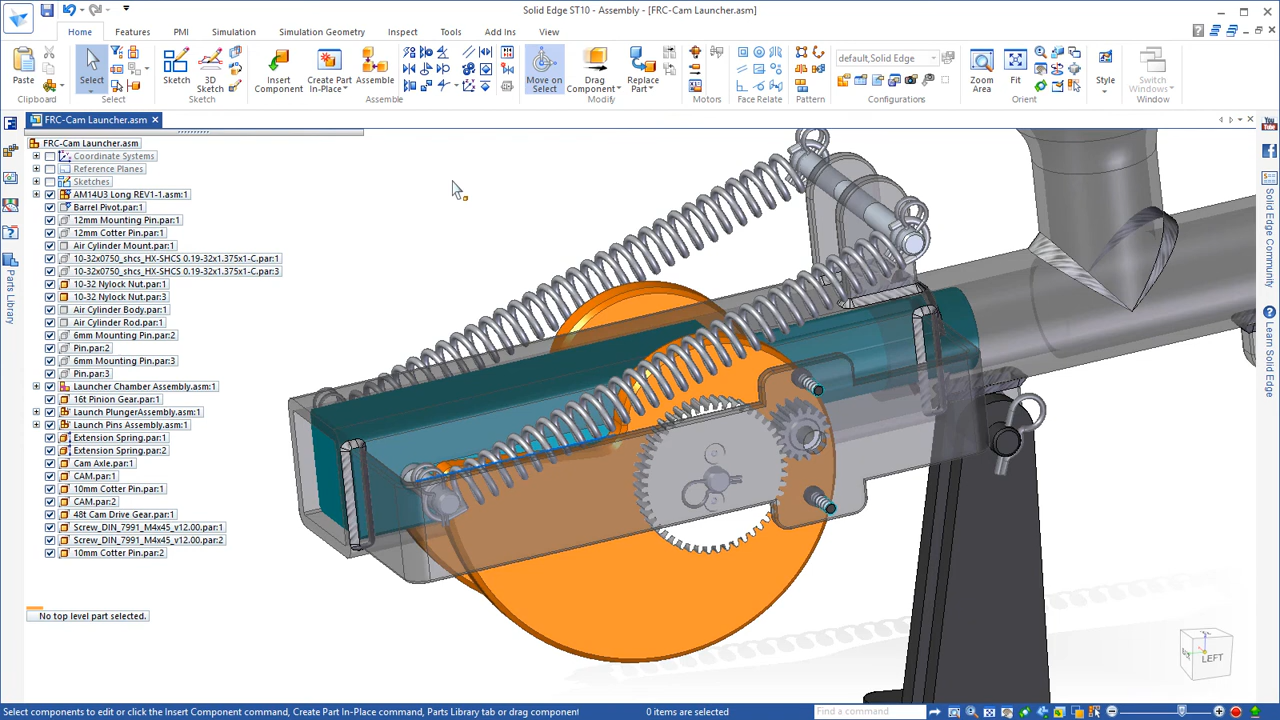 Solid Edge ST10 - Assembly - [FRC-Cam Launcher.asm]
Home
Features
PMI
Simulation
Simulation Geometry
Inspect
Tools
Add Ins
View
Paste
Clipboard
Select
Select
Sketch
3D
Sketch
Sketch
Insert
Component
Create Part
In-Place
Assemble
Assemble
Move on
Select
Drag
Component
Modify
Replace
Part
Motors
Face Relate
Pattern
default,Solid Edge
Configurations
Zoom
Area
Fit
Orient
Style
Switch
Windows
Window
FRC-Cam Launcher.asm
FRC-Cam Launcher.asm
Coordinate Systems
Reference Planes
Sketches
AM14U3 Long REV1-1.asm:1
Barrel Pivot.par:1
12mm Mounting Pin.par:1
12mm Cotter Pin.par:1
Air Cylinder Mount.par:1
10-32x0750_shcs_HX-SHCS 0.19-32x1.375x1-C.par:1
10-32x0750_shcs_HX-SHCS 0.19-32x1.375x1-C.par:3
10-32 Nylock Nut.par:1
10-32 Nylock Nut.par:3
Air Cylinder Body.par:1
Air Cylinder Rod.par:1
6mm Mounting Pin.par:2
Pin.par:2
6mm Mounting Pin.par:3
Pin.par:3
Launcher Chamber Assembly.asm:1
16t Pinion Gear.par:1
Launch PlungerAssembly.asm:1
Launch Pins Assembly.asm:1
Extension Spring.par:1
Extension Spring.par:2
Cam Axle.par:1
CAM.par:1
10mm Cotter Pin.par:1
CAM.par:2
48t Cam Drive Gear.par:1
Screw_DIN_7991_M4x45_v12.00.par:1
Screw_DIN_7991_M4x45_v12.00.par:2
10mm Cotter Pin.par:2
No top level part selected.
Parts Library
You
Tube
Solid Edge Community
Learn Solid Edge
LEFT
Select components to edit or click the Insert Component command, Create Part In-Place command, Parts Library tab or drag component
0 items are selected
Find a command